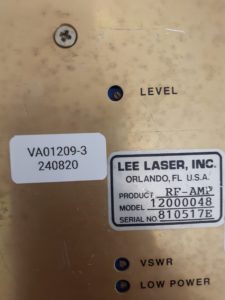 LEVEL
VA01209-3
240820
LEE LASER, INC.
ORLANDO, FL U.S.A.
PRODUCT RF-AMP
MODEL 12000048
SERIAL NO 810517E
VSWR
LOW POWER